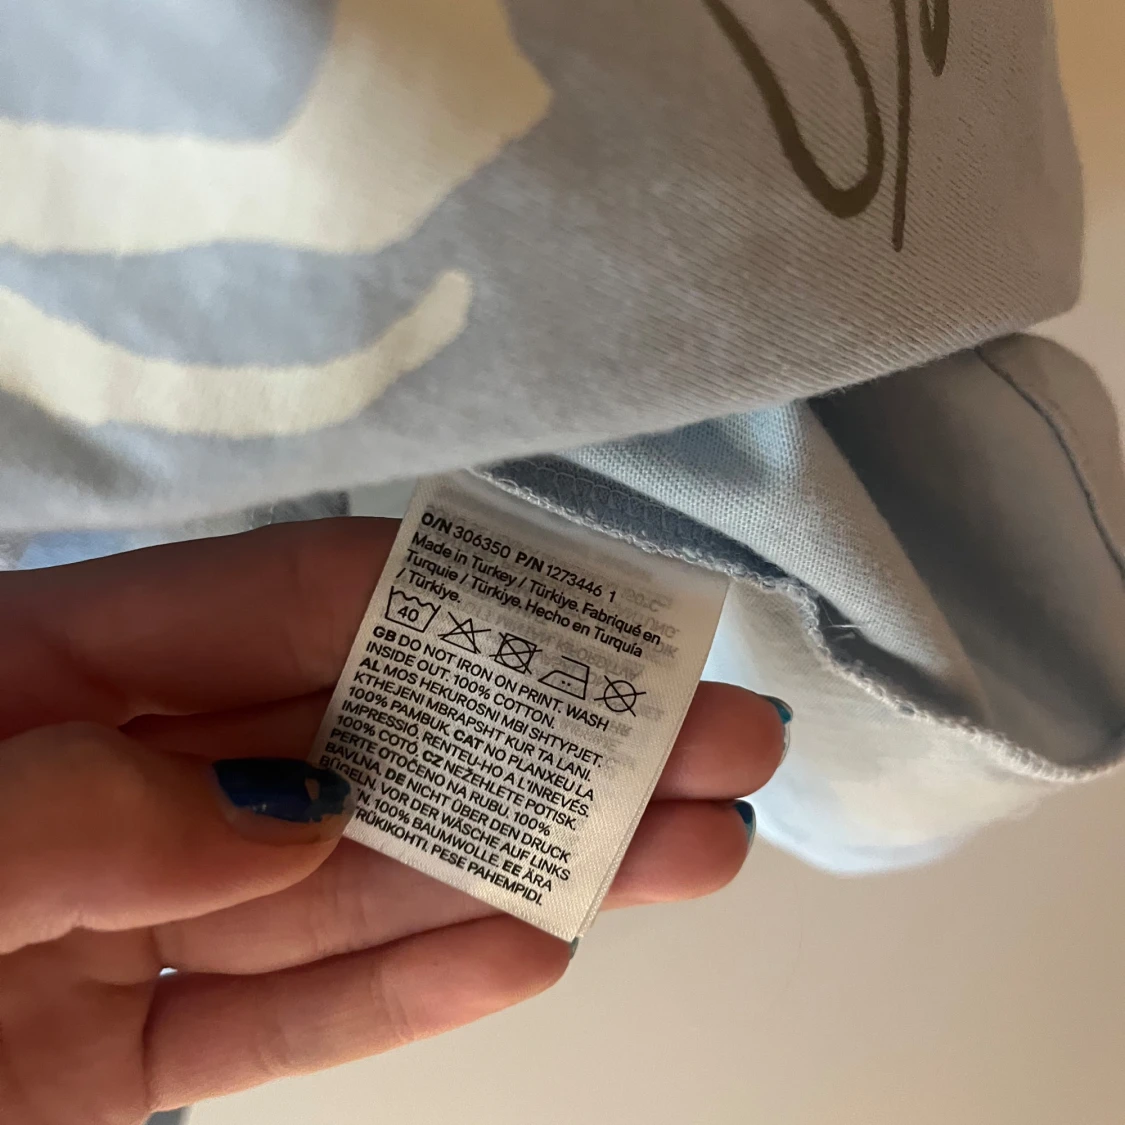 O/N 306350 P/N 1273446 1
Made in Turkey / Türkiye. Fabriqué en
Turquie / Türkiye. Hecho en Turquía
/ Türkiye.
40
GB DO NOT IRON ON PRINT. WASH
INSIDE OUT. 100% COTTON.
AL MOS HEKUROSNI MBI SHTYPJET.
KTHEJENI MBRAPSHT KUR TA LANI.
100% PAMBUK. CAT NO PLANXEU LA
IMPRESSIÓ, RENTEU-HO A L'INREVÉS.
100% COTÓ. CZ NEŽEHLETE POTISK.
PERTE OTOČENO NA RUBU. 100%
BAVLNA. DE NICHT ÜBER DEN DRUCK
BÜGELN. VOR DER WÄSCHE AUF LINKS
100% BAUMWOLLE. EE ÄRA
TRÜKIKOHTI, PESE PAHEMPIDI.